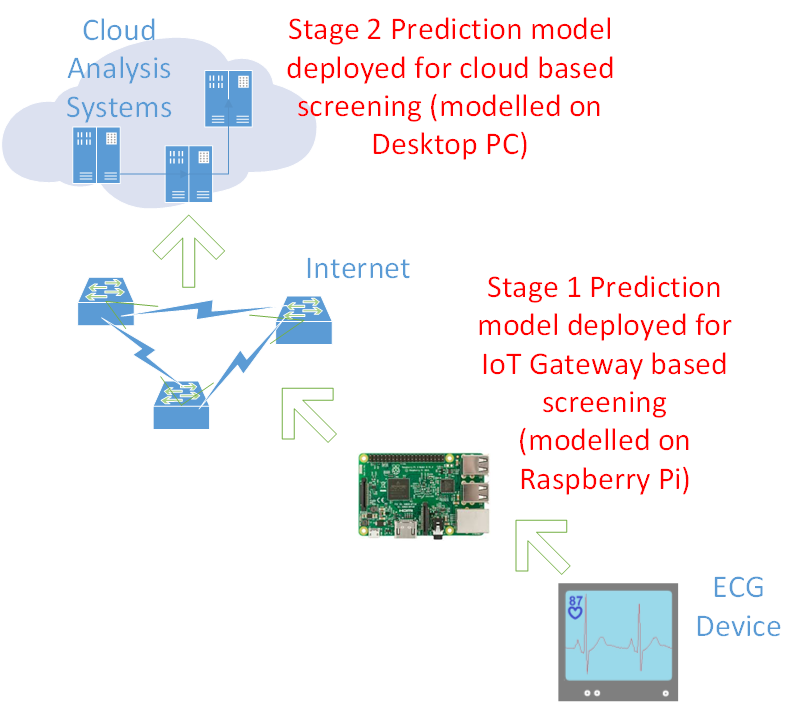 Cloud
Analysis
Systems
Stage 2 Prediction model
deployed for cloud based
screening (modelled on
Desktop PC)
Internet
Stage 1 Prediction
model deployed for
IoT Gateway based
screening
(modelled on
Raspberry Pi)
ECG
Device
87